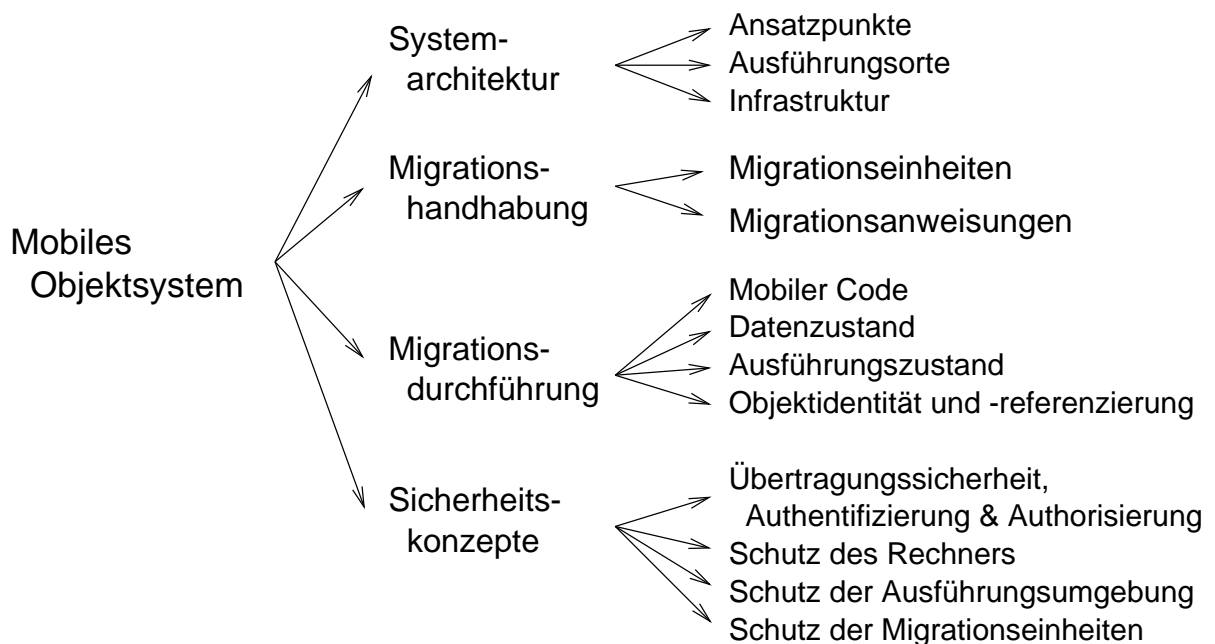 Mobiles
Objektsystem
System-
architektur
Ansatzpunkte
Ausführungsorte
Infrastruktur
Migrations-
handhabung
Migrationseinheiten
Migrationsanweisungen
Migrations-
durchführung
Mobiler Code
Datenzustand
Ausführungszustand
Objektidentität und -referenzierung
Sicherheits-
konzepte
Übertragungssicherheit,
Authentifizierung & Authorisierung
Schutz des Rechners
Schutz der Ausführungsumgebung
Schutz der Migrationseinheiten